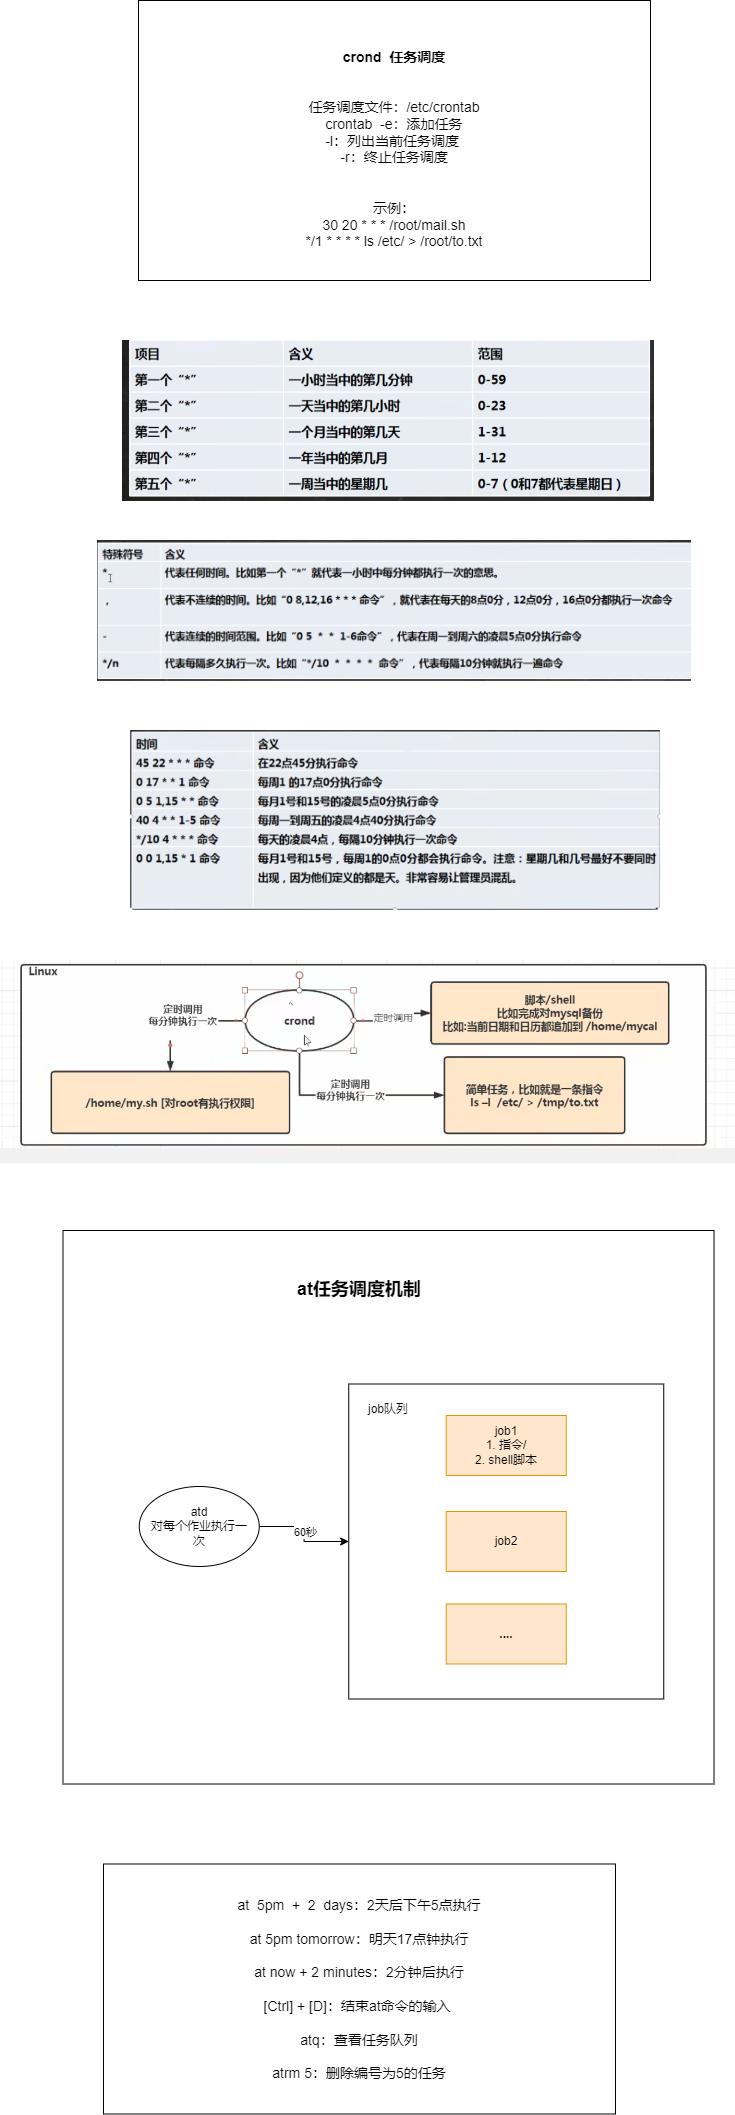 crond  任务调度
任务调度文件：/etc/crontab
crontab  -e：添加任务
-l：列出当前任务调度
-r：终止任务调度
示例：
30 20 * * * /root/mail.sh
*/1 * * * * ls /etc/ > /root/to.txt
项目 含义 范围
第一个 “*” 一小时当中的第几分钟 0-59
第二个 “*” 一天当中的第几小时 0-23
第三个 “*” 一个月当中的第几天 1-31
第四个 “*” 一年当中的第几月 1-12
第五个 “*” 一周当中的星期几 0-7（0和7都代表星期日）
特殊符号 含义
* 代表任何时间。比如第一个 “*” 就代表一小时中每分钟都执行一次的意思。
， 代表不连续的时间。比如 “0 8,12,16 * * * 命令” ，就代表在每天的8点0分，12点0分，16点0分都执行一次命令
- 代表连续的时间范围。比如 “0 5 * * 1-6命令” ，代表在周一到周六的凌晨5点0分执行命令
*/n 代表每隔多久执行一次。比如 “*/10 * * * * 命令” ，代表每隔10分钟就执行一遍命令
时间 含义
45 22 * * * 命令 在22点45分执行命令
0 17 * * 1 命令 每周1 的17点0分执行命令
0 5 1,15 * * 命令 每月1号和15号的凌晨5点0分执行命令
40 4 * * 1-5 命令 每周一到周五的凌晨4点40分执行命令
*/10 4 * * * 命令 每天的凌晨4点，每隔10分钟执行一次命令
0 0 1,15 * 1 命令 每月1号和15号，每周1的0点0分都会执行命令。注意：星期几和几号最好不要同时
出现，因为他们定义的都是天。非常容易让管理员混乱。
Linux
定时调用
每分钟执行一次
crond
定时调用
脚本/shell
比如完成对mysql备份
比如:当前日期和日历都追加到 /home/mycal
/home/my.sh [对root有执行权限]
定时调用
每分钟执行一次
简单任务，比如就是一条指令
ls –l  /etc/ > /tmp/to.txt
at任务调度机制
job队列
job1
1. 指令/
2. shell脚本
atd
对每个作业执行一
次
60秒
job2
....
at  5pm  +  2  days：2天后下午5点执行
at 5pm tomorrow：明天17点钟执行
at now + 2 minutes：2分钟后执行
[Ctrl] + [D]：结束at命令的输入
atq：查看任务队列
atrm 5：删除编号为5的任务